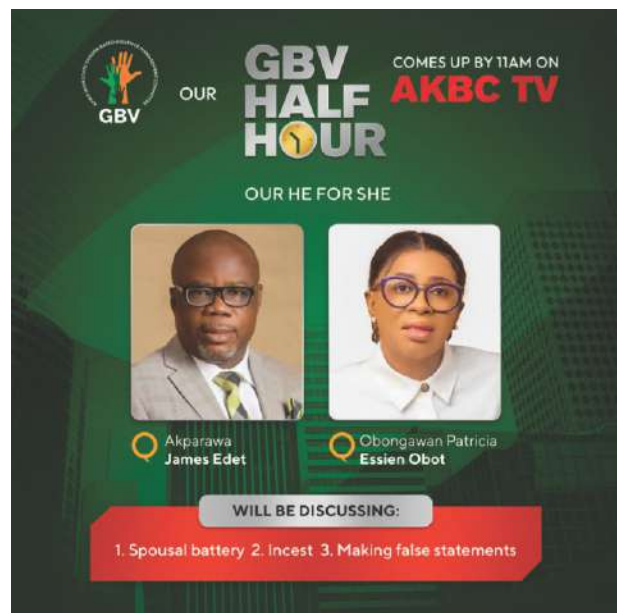 GBV
OUR
GBV
HALF
HOUR
COMES UP BY 11AM ON
AKBC TV
OUR HE FOR SHE
Akparawa
James Edet
Obongawan Patricia
Essien Obot
WILL BE DISCUSSING:
1. Spousal battery 2. Incest 3. Making false statements